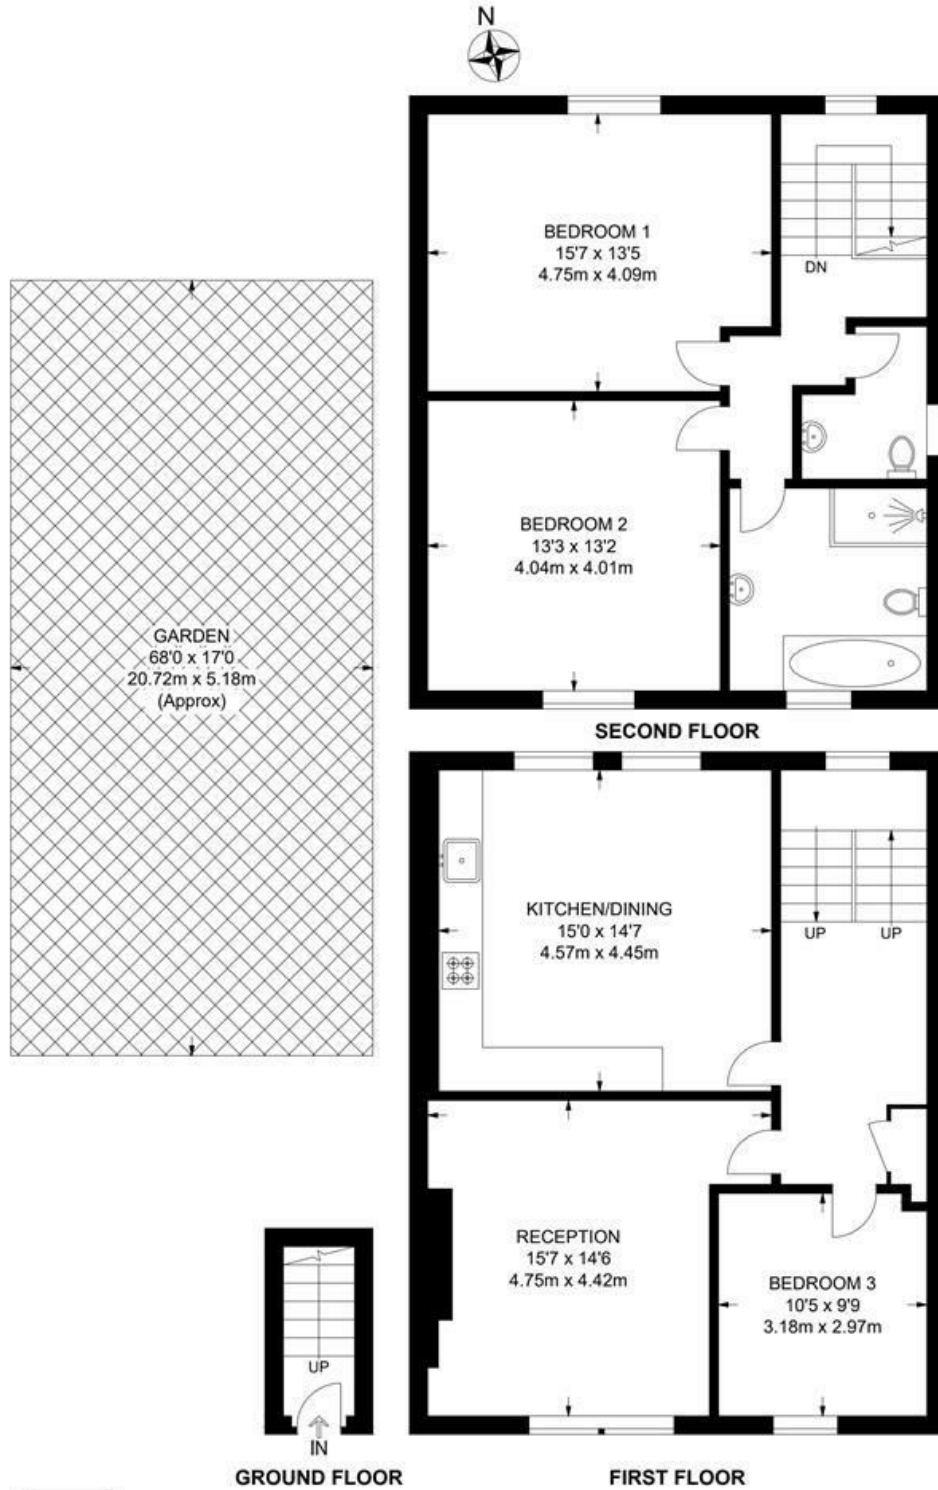 N
BEDROOM 1
15'7 x 13'5
4.75m x 4.09m
DN
BEDROOM 2
13'3 x 13'2
4.04m x 4.01m
GARDEN
68'0 x 17'0
20.72m x 5.18m
(Approx)
SECOND FLOOR
KITCHEN/DINING
15'0 x 14'7
4.57m x 4.45m
UP
UP
RECEPTION
15'7 x 14'6
4.75m x 4.42m
BEDROOM 3
10'5 x 9'9
3.18m x 2.97m
UP
IN
GROUND FLOOR
FIRST FLOOR